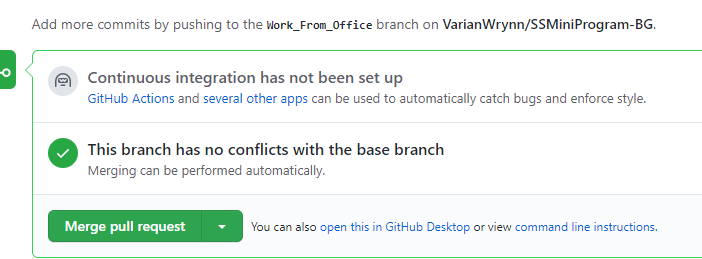 Add more commits by pushing to the Work_From_Office branch on VarianWrynn/SSMiniProgram-BG.
Continuous integration has not been set up
GitHub Actions and several other apps can be used to automatically catch bugs and enforce style.
This branch has no conflicts with the base branch
Merging can be performed automatically.
Merge pull request You can also open this in GitHub Desktop or view command line instructions.